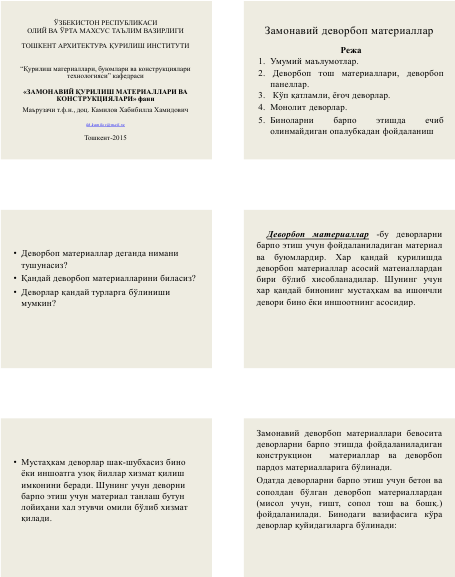 ЎЗБЕКИСТОН РЕСПУБЛИКАСИ
ОЛИЙ ВА ЎРТА МАХСУС ТАЪЛИМ ВАЗИРЛИГИ
ТОШКЕНТ АРХИТЕКТУРА ҚУРИЛИШ ИНСТИТУТИ
"Қурилиш материаллари, буюмлари ва конструкциялари
технологияси" кафедраси
«ЗАМОНАВИЙ ҚУРИЛИШ МАТЕРИАЛЛАРИ ВА
КОНСТРУКЦИЯЛАРИ» фани
Маърузачи т.ф.н., доц. Камилов Хабибилла Хамидович
Тошкент-2015
Замонавий деворбоп материаллар
Режа
1. Умумий маълумотлар.
2. Деворбоп тош материаллари, деворбоп
панеллар.
3. Кўп қатламли, ёғоч деворлар.
4. Монолит деворлар.
5. Биноларни барпо этишда ечиб
олинмайдиган опалубкадан фойдаланиш
• Деворбоп материаллар деганда нимани
тушунасиз?
• Қандай деворбоп материалларини биласиз?
• Деворлар қандай турларга бўлиниши
мумкин?
Деворбоп материаллар -бу деворларни
барпо этиш учун фойдаланиладиган материал
ва буюмлардир. Хар қандай қурилишда
деворбоп материаллар асосий матеиаллардан
бири бўлиб хисобланадилар. Шунинг учун
хар қандай бинонинг мустаҳкам ва ишончли
девори бино ёки иншоотнинг асосидир.
• Мустаҳкам деворлар шак-шубхасиз бино
ёки иншоатга узоқ йиллар хизмат қилиш
имконини беради. Шунинг учун деворни
барпо этиш учун материал танлаш бутун
лойиҳани хал этувчи омили бўлиб хизмат
қилади.
Замонавий деворбоп материаллари бевосита
деворларни барпо этишда фойдаланиладиган
конструкцион материаллар ва деворбоп
пардоз материалларига бўлинади.
Одатда деворларни барпо этиш учун бетон ва
сополдан бўлган деворбоп материаллардан
(мисол учун, ғишт, сопол тош ва бошқ.)
фойдаланилади. Бинодаги вазифасига кўра
деворлар қуйидагиларга бўлинади: